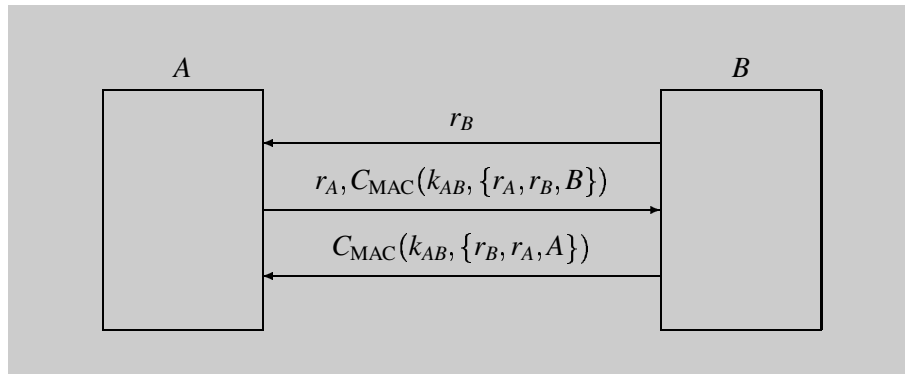 A
B
r_B
r_A, C_MAC(k_AB, {r_A, r_B, B})
C_MAC(k_AB, {r_B, r_A, A})